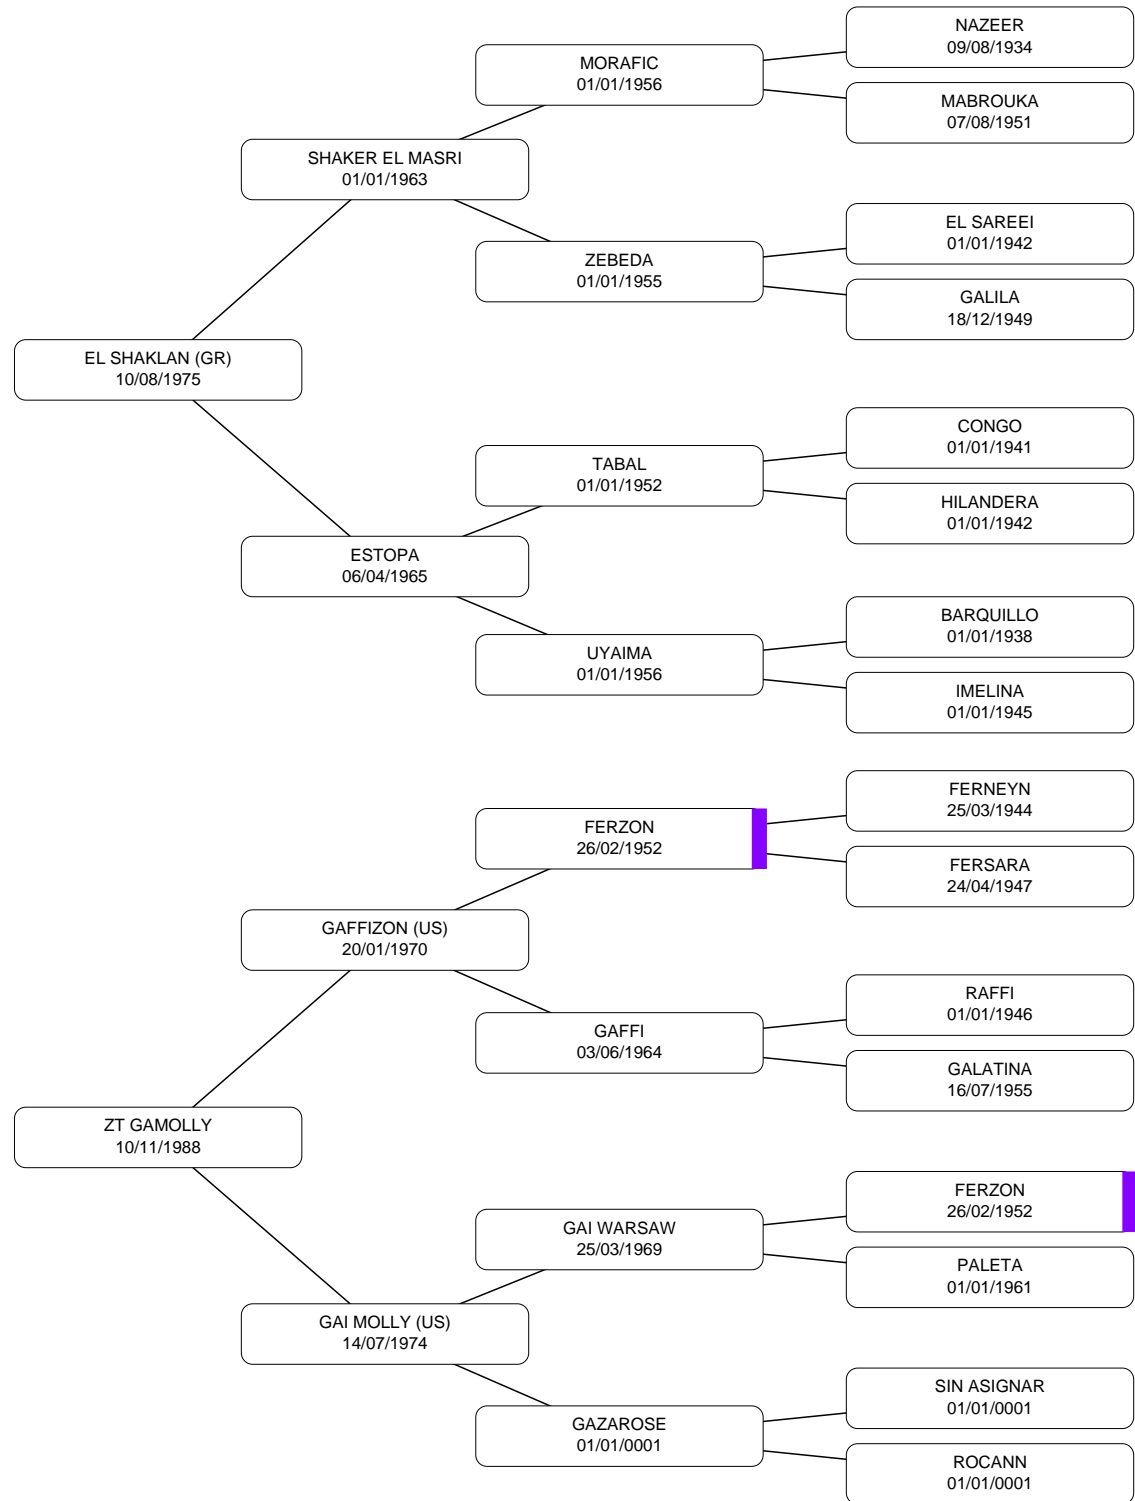 NAZEER
09/08/1934
MORAFIC
01/01/1956
MABROUKA
07/08/1951
SHAKER EL MASRI
01/01/1963
EL SAREEI
01/01/1942
ZEBEDA
01/01/1955
GALILA
18/12/1949
EL SHAKLAN (GR)
10/08/1975
CONGO
01/01/1941
TABAL
01/01/1952
HILANDERA
01/01/1942
ESTOPA
06/04/1965
BARQUILLO
01/01/1938
UYAIMA
01/01/1956
IMELINA
01/01/1945
FERNEYN
25/03/1944
FERZON
26/02/1952
FERSARA
24/04/1947
GAFFIZON (US)
20/01/1970
RAFFI
01/01/1946
GAFFI
03/06/1964
GALATINA
16/07/1955
ZT GAMOLLY
10/11/1988
FERZON
26/02/1952
GAI WARSAW
25/03/1969
PALETA
01/01/1961
GAI MOLLY (US)
14/07/1974
SIN ASIGNAR
01/01/0001
GAZAROSE
01/01/0001
ROCANN
01/01/0001